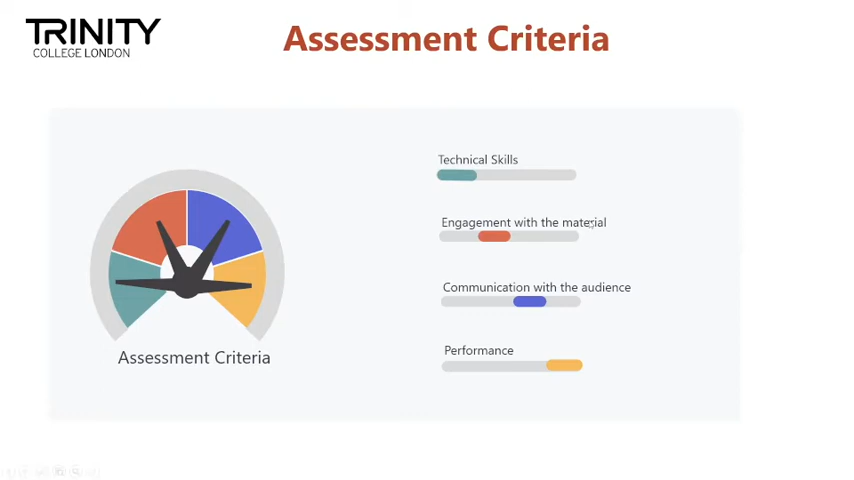 TRINITY
COLLEGE LONDON
Assessment Criteria
Technical Skills
Engagement with the material
Communication with the audience
Performance
Assessment Criteria